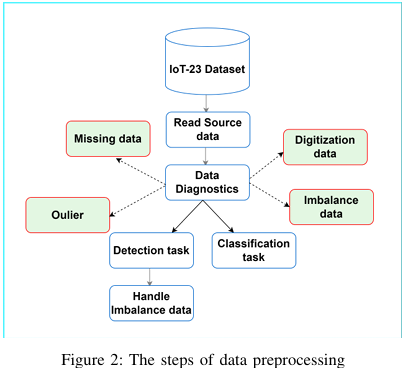 IoT-23 Dataset
Read Source
data
Missing data
Digitization
data
Data
Diagnostics
Oulier
Imbalance
data
Detection task
Classification
task
Handle
Imbalance data
Figure 2: The steps of data preprocessing